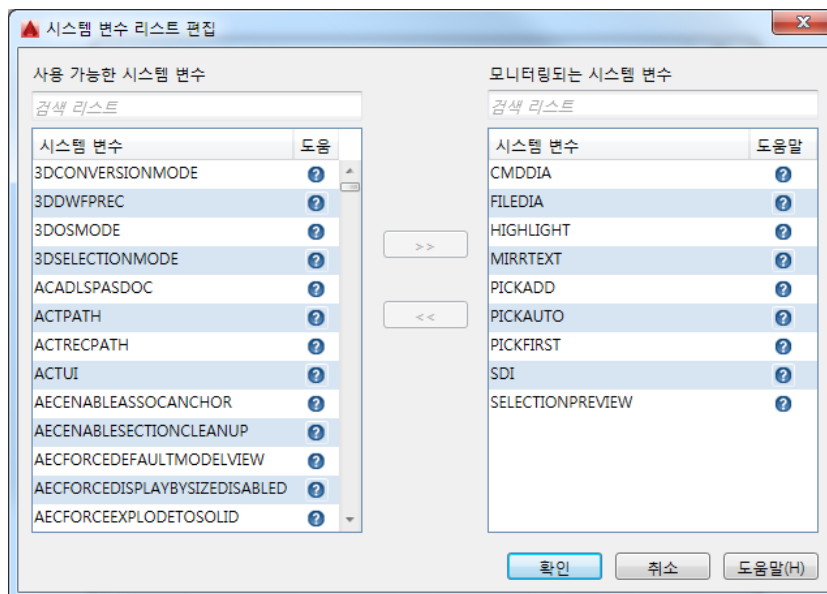 시스템 변수 리스트 편집
사용 가능한 시스템 변수
검색 리스트
시스템 변수 도움
3DCONVERSIONMODE
3DDWFPREC
3DOSMODE
3DSELECTIONMODE
ACADLSPASDOC
ACTPATH
ACTRECPATH
ACTUI
AECENABLEASSOCANCHOR
AECENABLESECTIONCLEANUP
AECFORCEDEFAULTMODELVIEW
AECFORCEDISPLAYBYSIZEDISABLED
AECFORCEEXPLODETOSOLID
>>
<<
모니터링되는 시스템 변수
검색 리스트
시스템 변수 도움말
CMDDIA
FILEDIA
HIGHLIGHT
MIRRTEXT
PICKADD
PICKAUTO
PICKFIRST
SDI
SELECTIONPREVIEW
확인 취소 도움말(H)